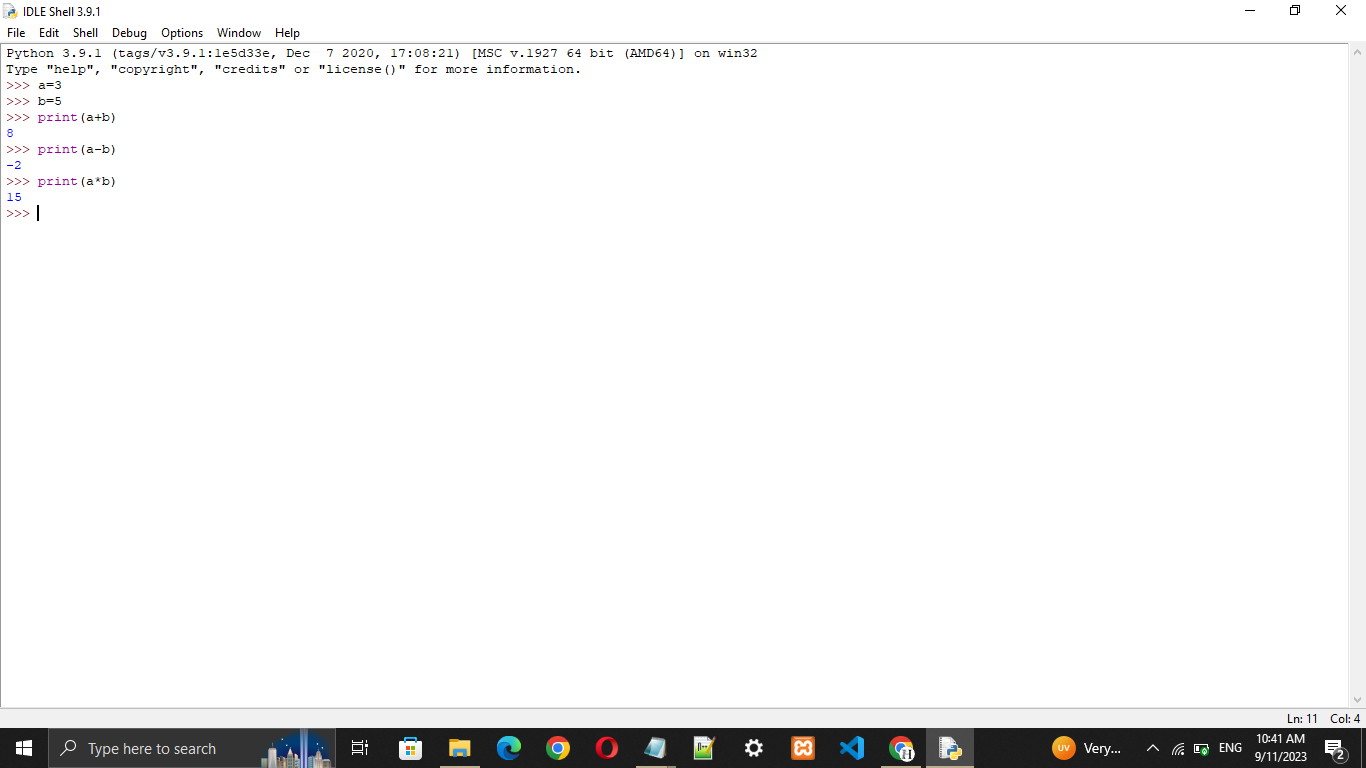 IDLE Shell 3.9.1
File Edit Shell Debug Options Window Help
Python 3.9.1 (tags/v3.9.1:1e5d33e, Dec  7 2020, 17:08:21) [MSC v.1927 64 bit (AMD64)] on win32
Type "help", "copyright", "credits" or "license()" for more information.
>>> a=3
>>> b=5
>>> print(a+b)
8
>>> print(a-b)
-2
>>> print(a*b)
15
>>>
Ln: 11 Col: 4
Type here to search
UV Very... ENG 10:41 AM
9/11/2023
2